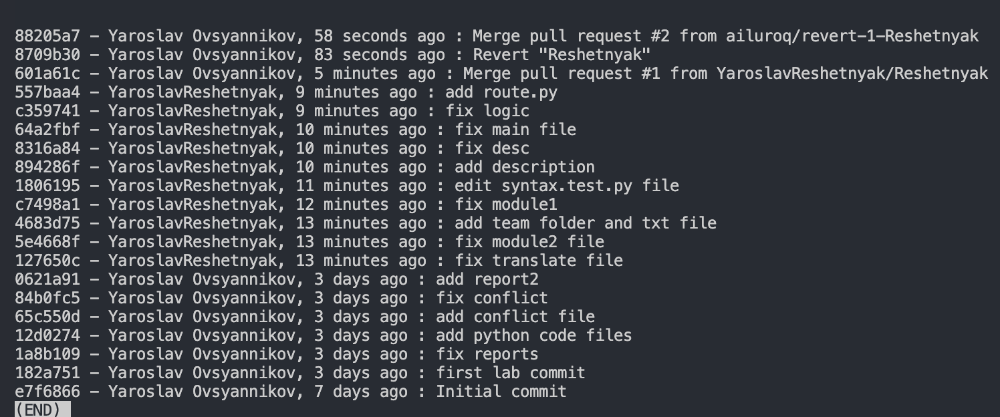 88205a7 – Yaroslav Ovsyannikov, 58 seconds ago : Merge pull request #2 from ailuroq/revert-1-Reshetnyak
8709b30 – Yaroslav Ovsyannikov, 83 seconds ago : Revert "Reshetnyak"
601a61c – Yaroslav Ovsyannikov, 5 minutes ago : Merge pull request #1 from YaroslavReshetnyak/Reshetnyak
557baa4 – YaroslavReshetnyak, 9 minutes ago : add route.py
c359741 – YaroslavReshetnyak, 9 minutes ago : fix logic
64a2fbf – YaroslavReshetnyak, 10 minutes ago : fix main file
8316a84 – YaroslavReshetnyak, 10 minutes ago : fix desc
894286f – YaroslavReshetnyak, 10 minutes ago : add description
1806195 – YaroslavReshetnyak, 11 minutes ago : edit syntax.test.py file
c7498a1 – YaroslavReshetnyak, 12 minutes ago : fix module1
4683d75 – YaroslavReshetnyak, 13 minutes ago : add team folder and txt file
5e4668f – YaroslavReshetnyak, 13 minutes ago : fix module2 file
127650c – YaroslavReshetnyak, 13 minutes ago : fix translate file
0621a91 – Yaroslav Ovsyannikov, 3 days ago : add report2
84b0fc5 – Yaroslav Ovsyannikov, 3 days ago : fix conflict
65c550d – Yaroslav Ovsyannikov, 3 days ago : add conflict file
12d0274 – Yaroslav Ovsyannikov, 3 days ago : add python code files
1a8b109 – Yaroslav Ovsyannikov, 3 days ago : fix reports
182a751 – Yaroslav Ovsyannikov, 3 days ago : first lab commit
e7f6866 – Yaroslav Ovsyannikov, 7 days ago : Initial commit
(END)